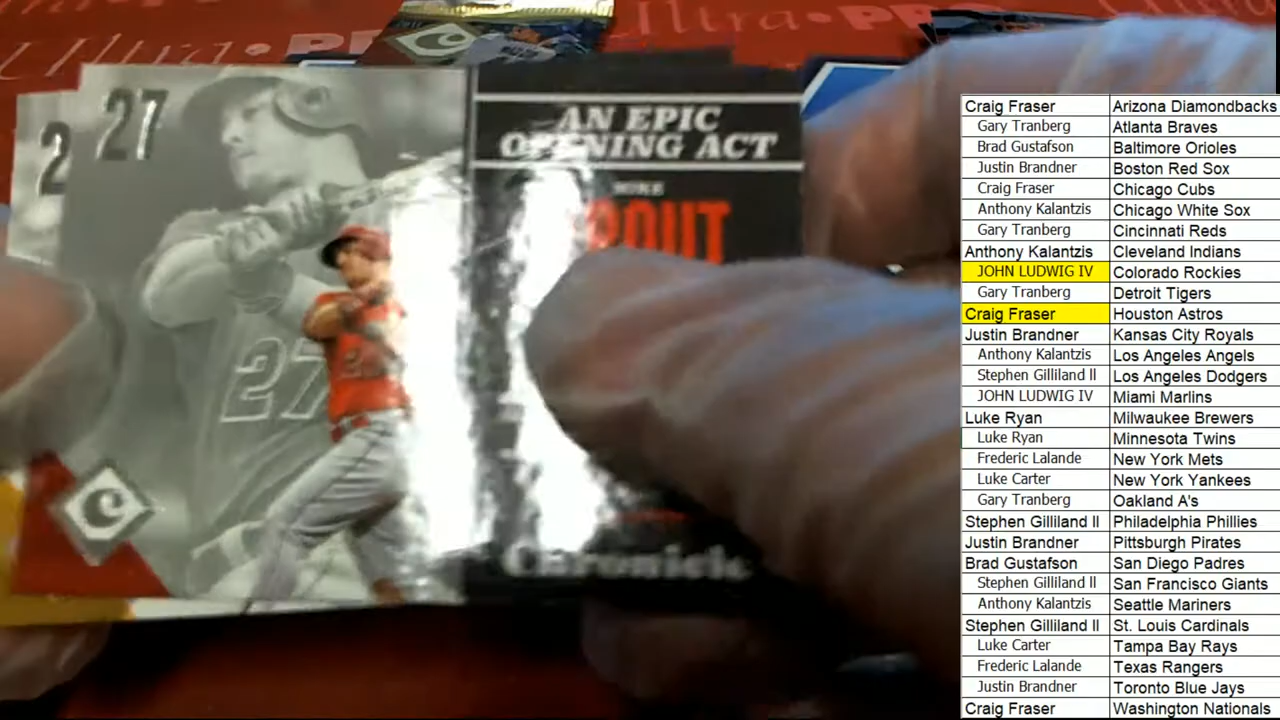 Ultra PRO
Ultra PRO
27
2
AN EPIC
OPENING ACT
MIKE
27
C
Chronicle
Craig Fraser Arizona Diamondbacks
Gary Tranberg Atlanta Braves
Brad Gustafson Baltimore Orioles
Justin Brandner Boston Red Sox
Craig Fraser Chicago Cubs
Anthony Kalantzis Chicago White Sox
Gary Tranberg Cincinnati Reds
Anthony Kalantzis Cleveland Indians
JOHN LUDWIG IV Colorado Rockies
Gary Tranberg Detroit Tigers
Craig Fraser Houston Astros
Justin Brandner Kansas City Royals
Anthony Kalantzis Los Angeles Angels
Stephen Gilliland II Los Angeles Dodgers
JOHN LUDWIG IV Miami Marlins
Luke Ryan Milwaukee Brewers
Luke Ryan Minnesota Twins
Frederic Lalande New York Mets
Luke Carter New York Yankees
Gary Tranberg Oakland A's
Stephen Gilliland II Philadelphia Phillies
Justin Brandner Pittsburgh Pirates
Brad Gustafson San Diego Padres
Stephen Gilliland II San Francisco Giants
Anthony Kalantzis Seattle Mariners
Stephen Gilliland II St. Louis Cardinals
Luke Carter Tampa Bay Rays
Frederic Lalande Texas Rangers
Justin Brandner Toronto Blue Jays
Craig Fraser Washington Nationals